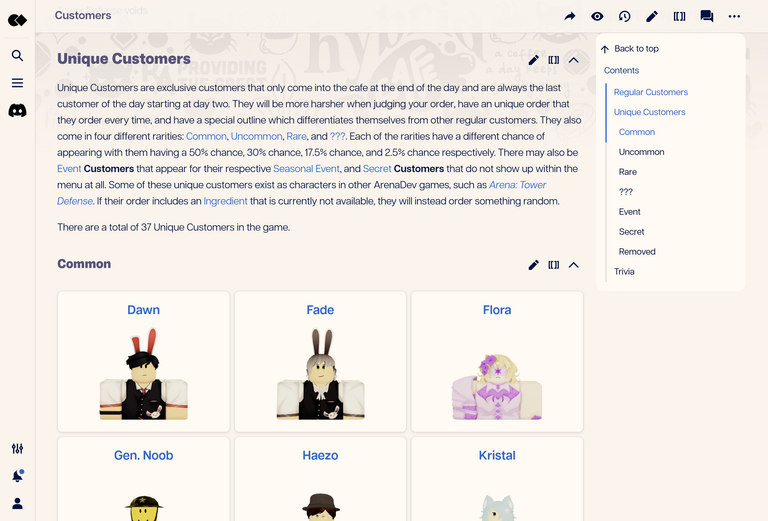 Customers
Unique Customers
Unique Customers are exclusive customers that only come into the cafe at the end of the day and are always the last
customer of the day starting at day two. They will be more harsher when judging your order, have an unique order that
they order every time, and have a special outline which differentiates themselves from other regular customers. They also
come in four different rarities: Common, Uncommon, Rare, and ???. Each of the rarities have a different chance of
appearing with them having a 50% chance, 30% chance, 17.5% chance, and 2.5% chance respectively. There may also be
Event Customers that appear for their respective Seasonal Event, and Secret Customers that do not show up within the
menu at all. Some of these unique customers exist as characters in other ArenaDev games, such as Arena: Tower
Defense. If their order includes an Ingredient that is currently not available, they will instead order something random.
There are a total of 37 Unique Customers in the game.
Common
Dawn
Fade
Flora
Gen. Noob
Haezo
Kristal
Back to top
Contents
Regular Customers
Unique Customers
Common
Uncommon
Rare
???
Event
Secret
Removed
Trivia
PROVIDING
a coffee
a day keeps